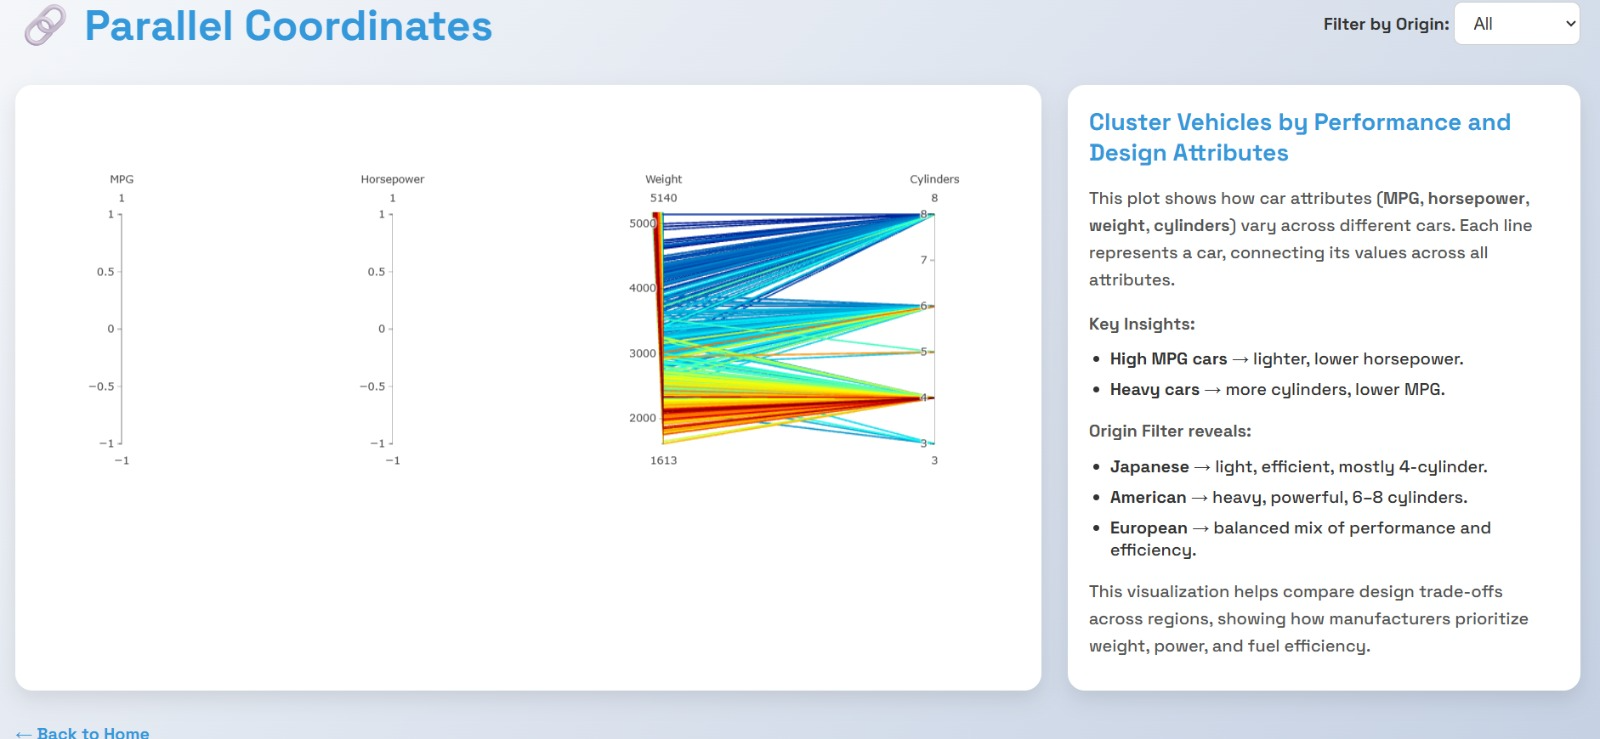 Parallel Coordinates
Filter by Origin: All
MPG
Horsepower
Weight
Cylinders
1
1
5140
8
1
0.5
0
−0.5
−1
1
0.5
0
−0.5
−1
5000
4000
3000
2000
8
7
6
5
4
3
−1
−1
1613
3
Cluster Vehicles by Performance and
Design Attributes
This plot shows how car attributes (MPG, horsepower,
weight, cylinders) vary across different cars. Each line
represents a car, connecting its values across all
attributes.
Key Insights:
• High MPG cars → lighter, lower horsepower.
• Heavy cars → more cylinders, lower MPG.
Origin Filter reveals:
• Japanese → light, efficient, mostly 4-cylinder.
• American → heavy, powerful, 6–8 cylinders.
• European → balanced mix of performance and
efficiency.
This visualization helps compare design trade-offs
across regions, showing how manufacturers prioritize
weight, power, and fuel efficiency.
← Back to Home